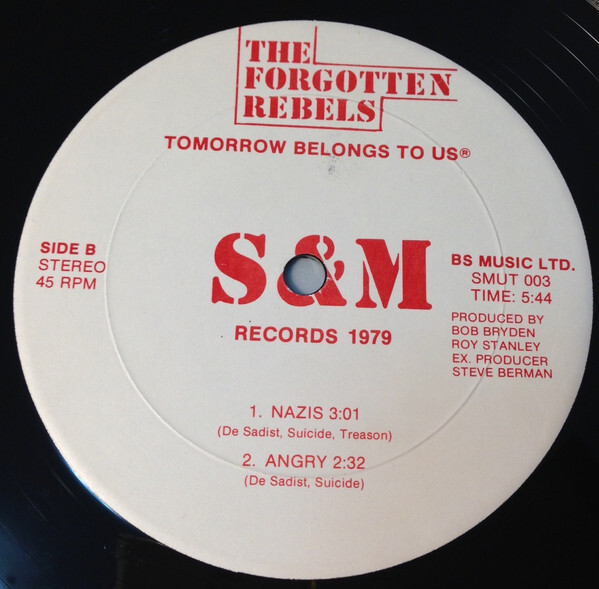 THE
FORGOTTEN
REBELS
TOMORROW BELONGS TO US®
SIDE B
STEREO
45 RPM
S&M
RECORDS 1979
BS MUSIC LTD.
SMUT 003
TIME: 5:44
PRODUCED BY
BOB BRYDEN
ROY STANLEY
EX. PRODUCER
STEVE BERMAN
1. NAZIS 3:01
(De Sadist, Suicide, Treason)
2. ANGRY 2:32
(De Sadist, Suicide)